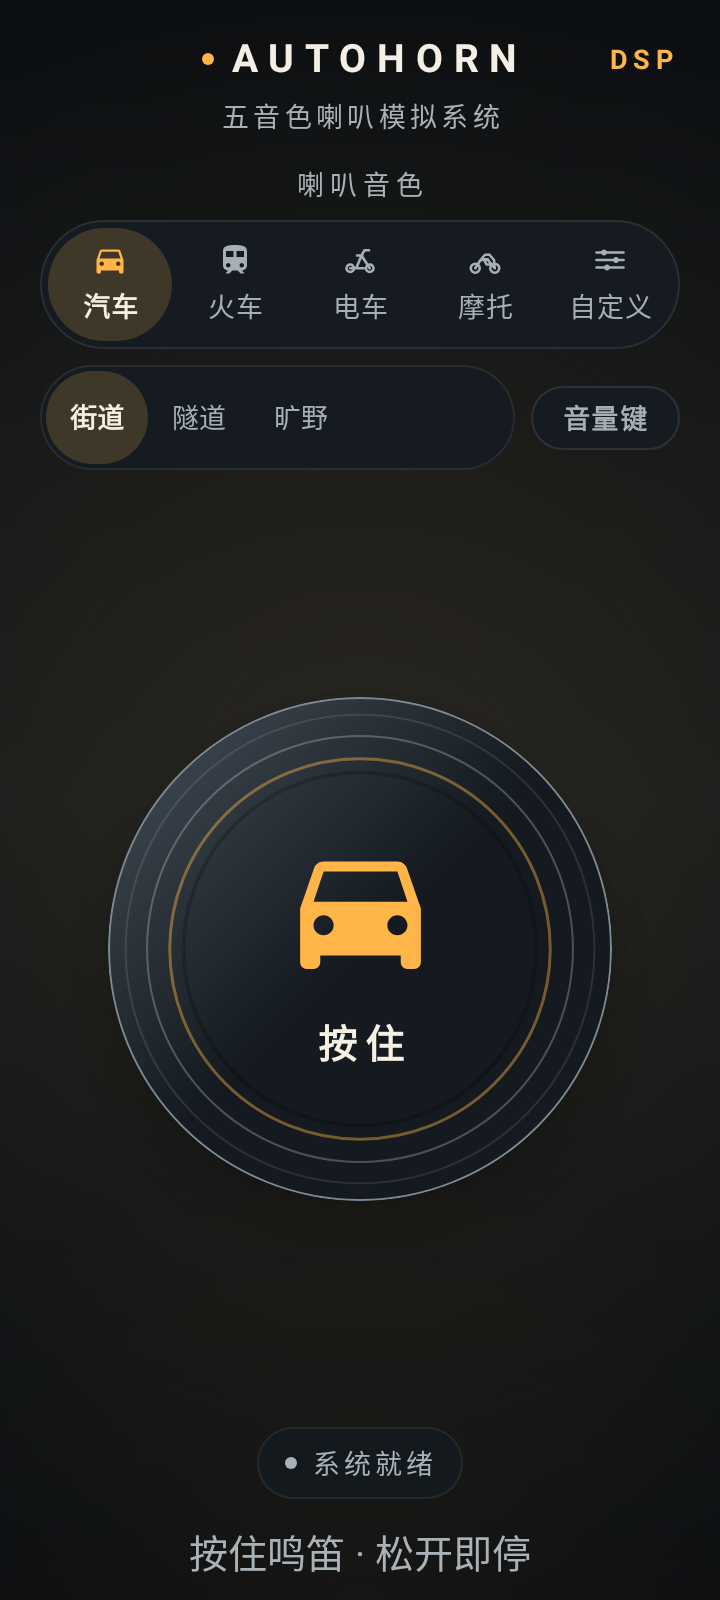 AUTOHORN
DSP
五音色喇叭模拟系统
喇叭音色
汽车 火车 电车 摩托 自定义
街道 隧道 旷野 音量键
按住
系统就绪
按住鸣笛 · 松开即停